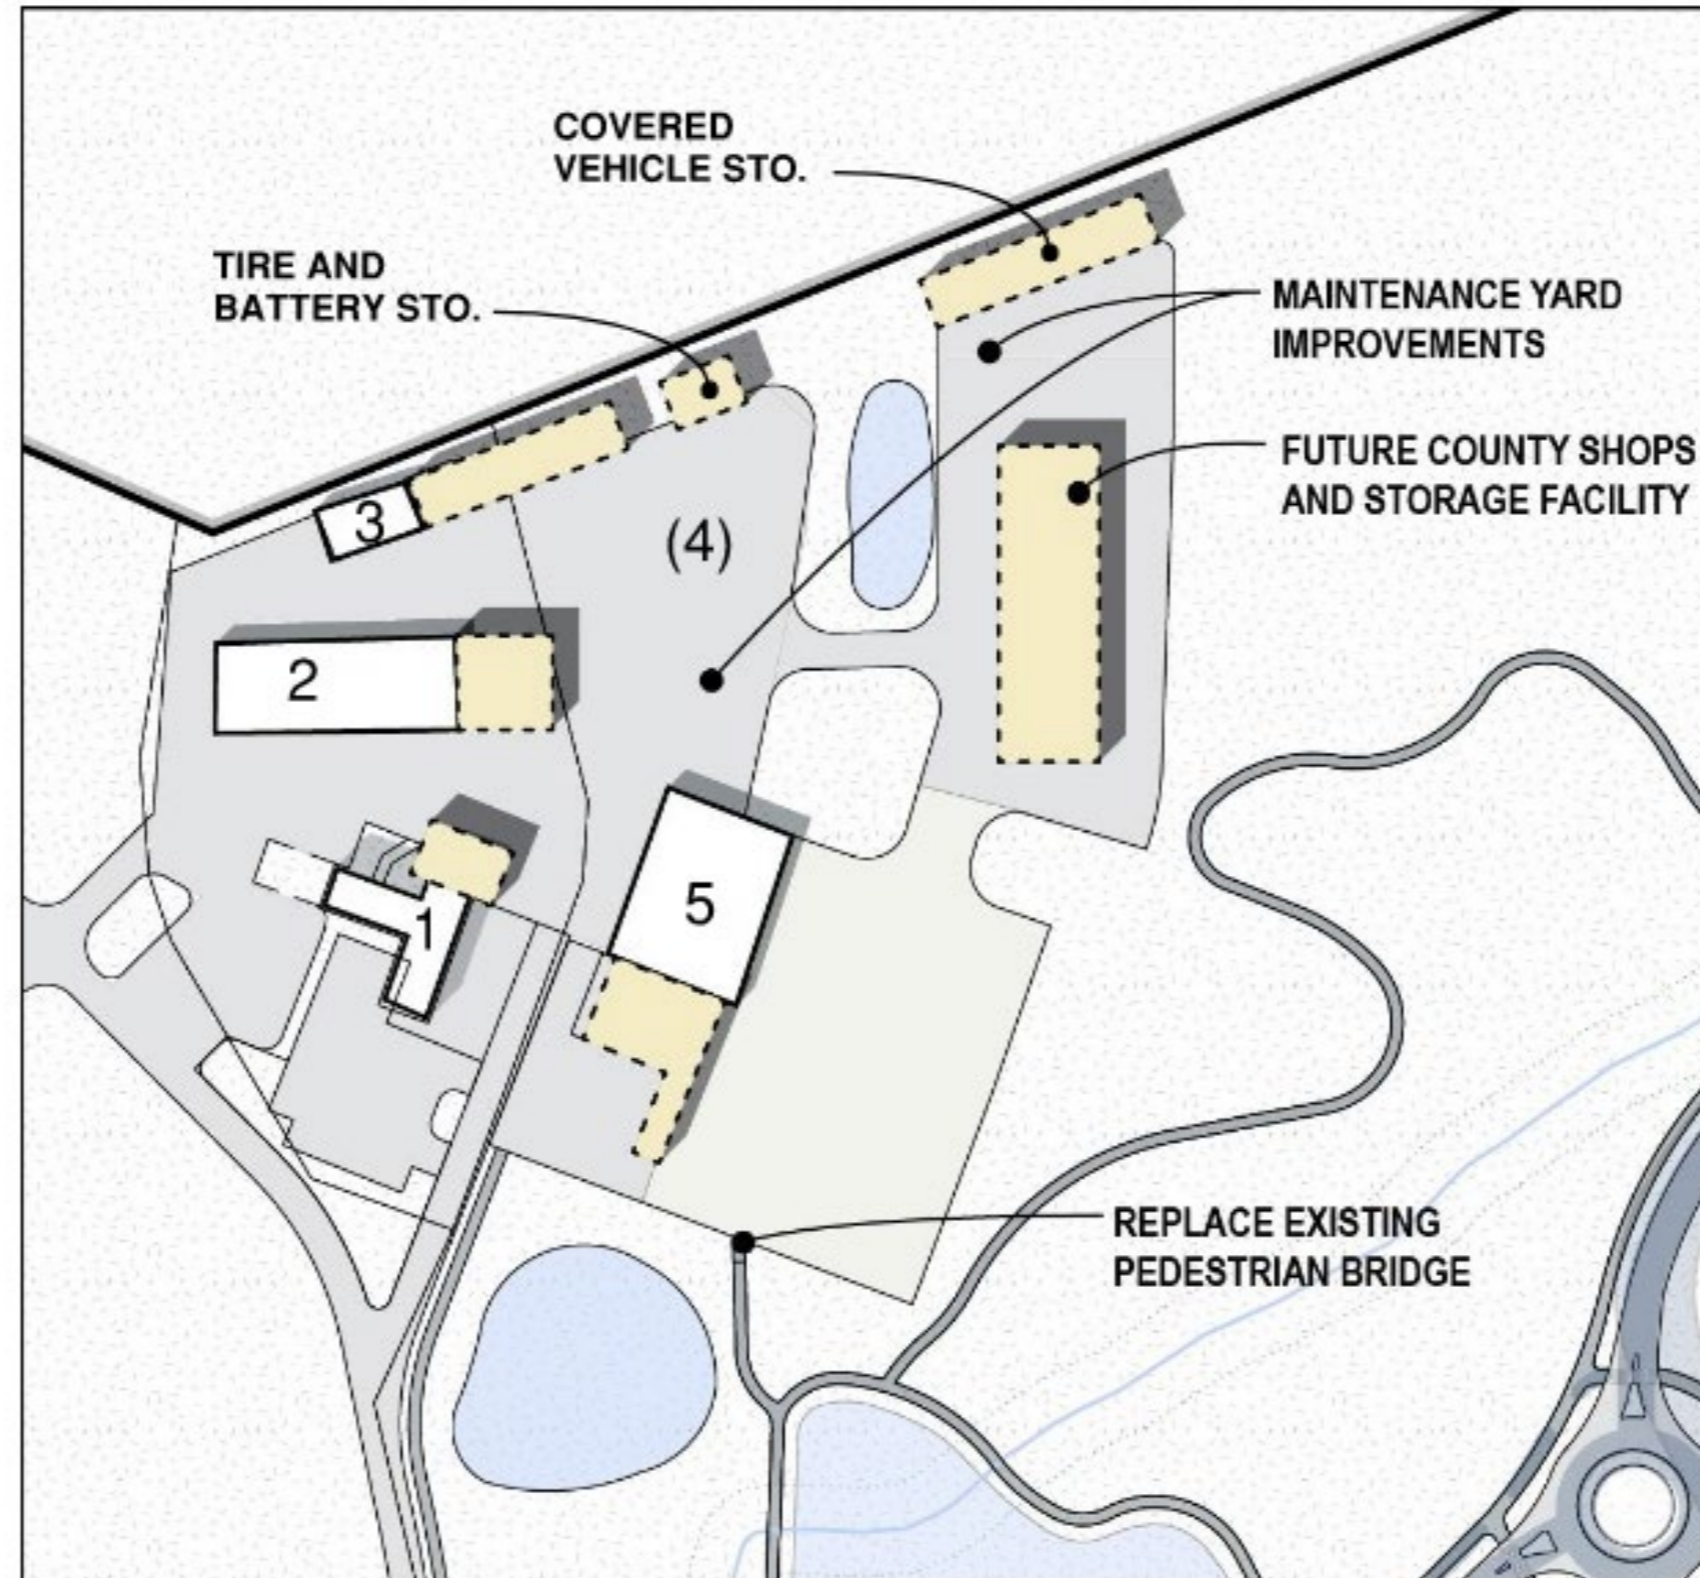 COVERED
VEHICLE STO.
TIRE AND
BATTERY STO.
MAINTENANCE YARD
IMPROVEMENTS
FUTURE COUNTY SHOPS
AND STORAGE FACILITY
3
(4)
2
5
1
REPLACE EXISTING
PEDESTRIAN BRIDGE